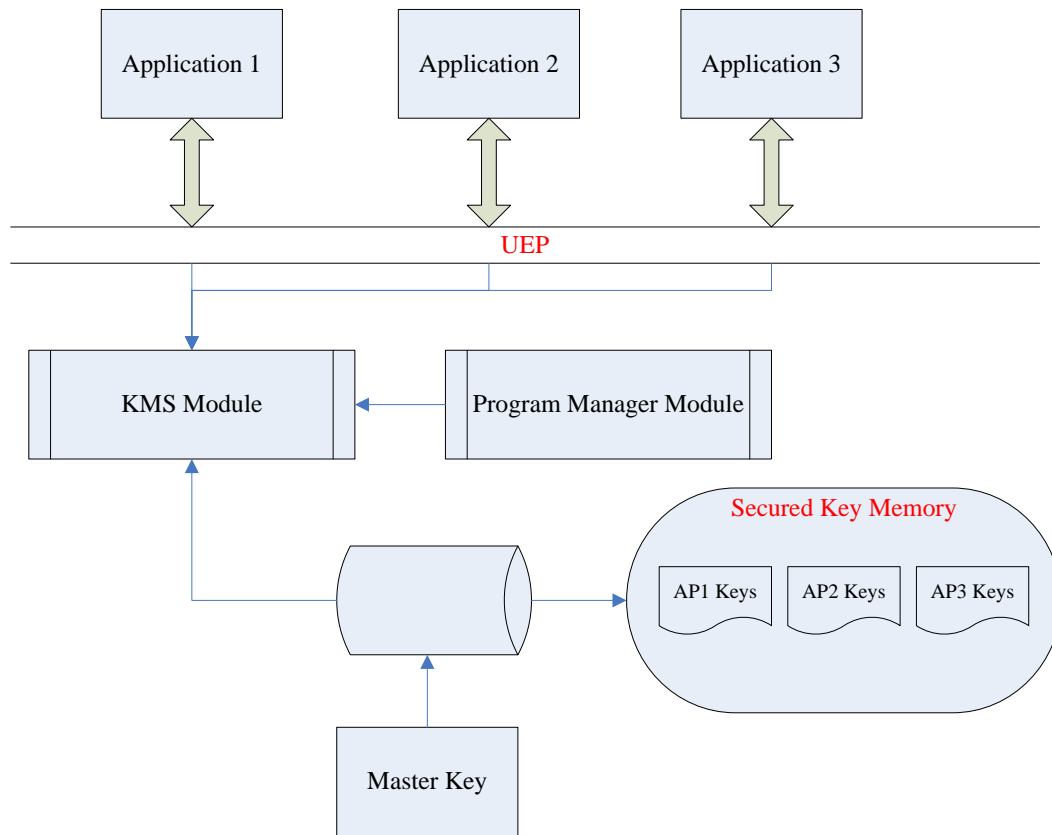 Application 1
Application 2
Application 3
UEP
KMS Module
Program Manager Module
Secured Key Memory
AP1 Keys
AP2 Keys
AP3 Keys
Master Key